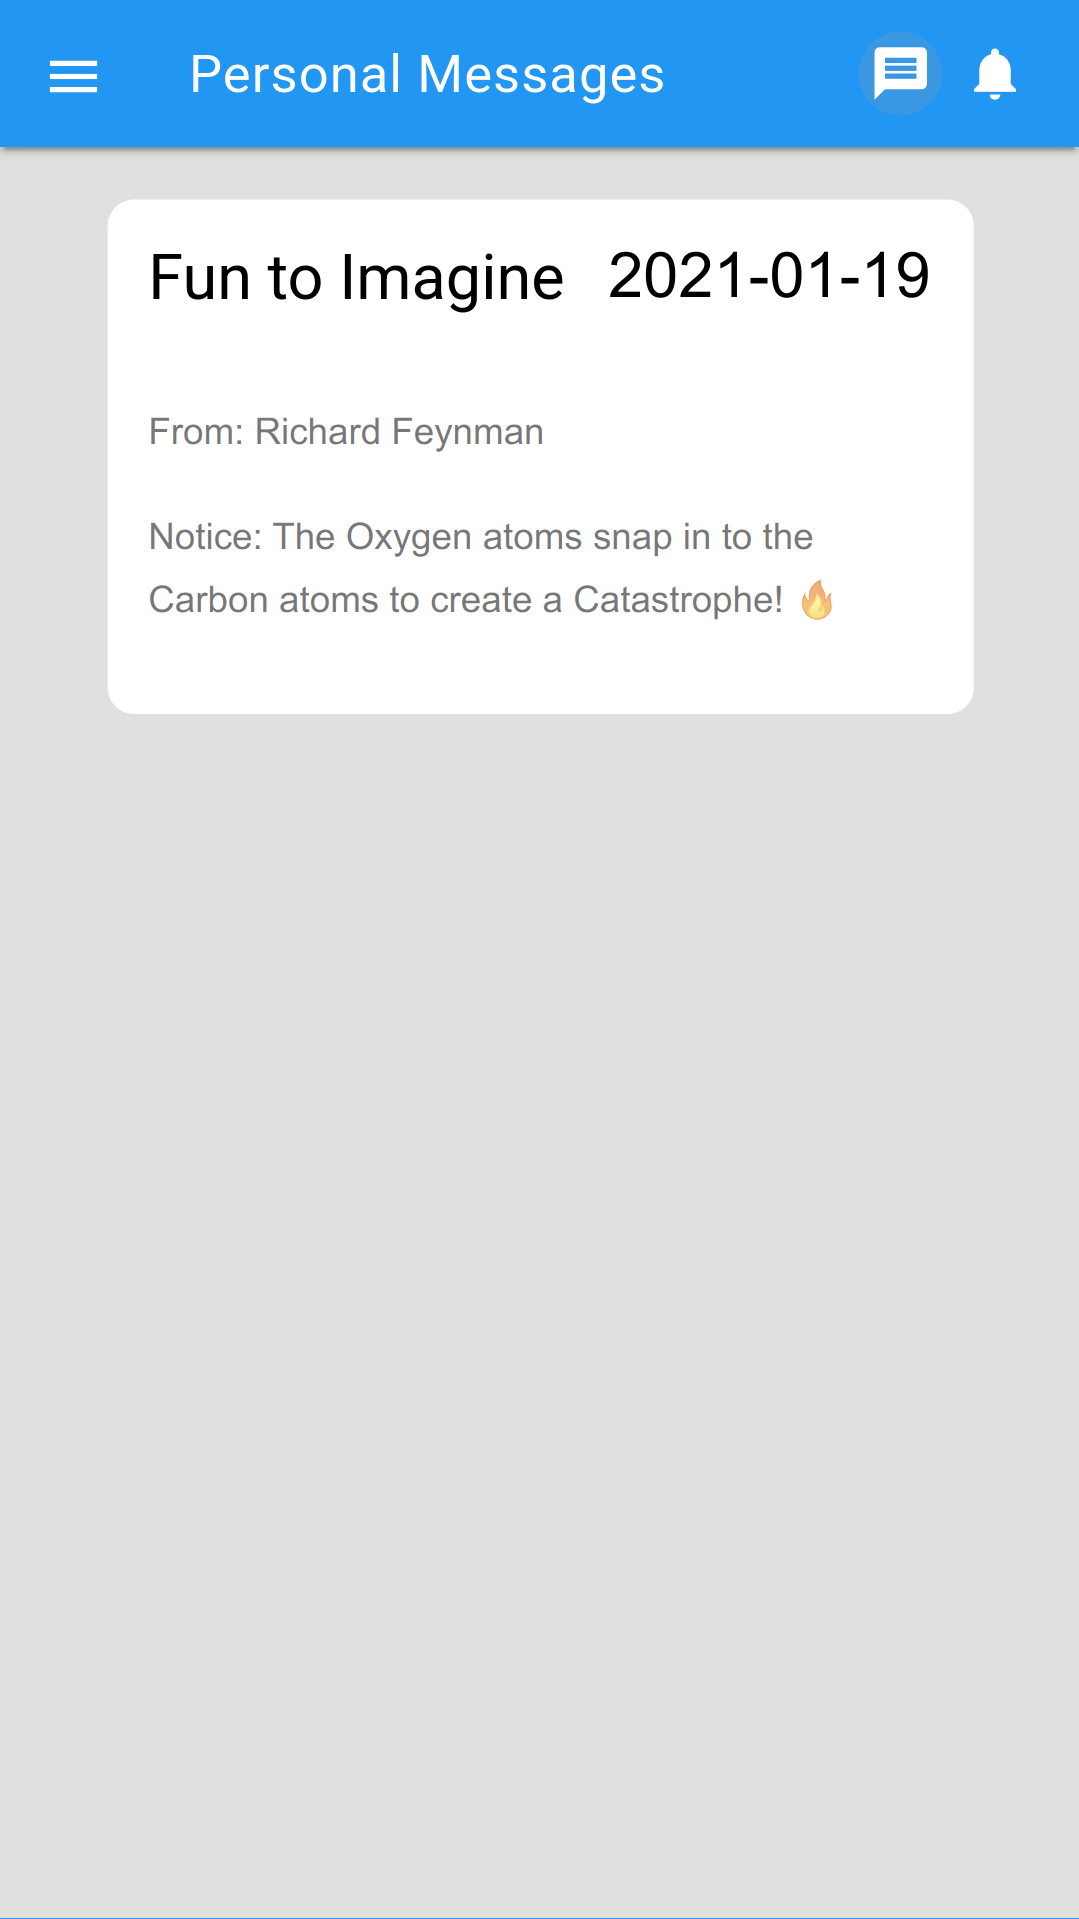 Personal Messages
Fun to Imagine 2021-01-19
From: Richard Feynman
Notice: The Oxygen atoms snap in to the
Carbon atoms to create a Catastrophe! 🔥